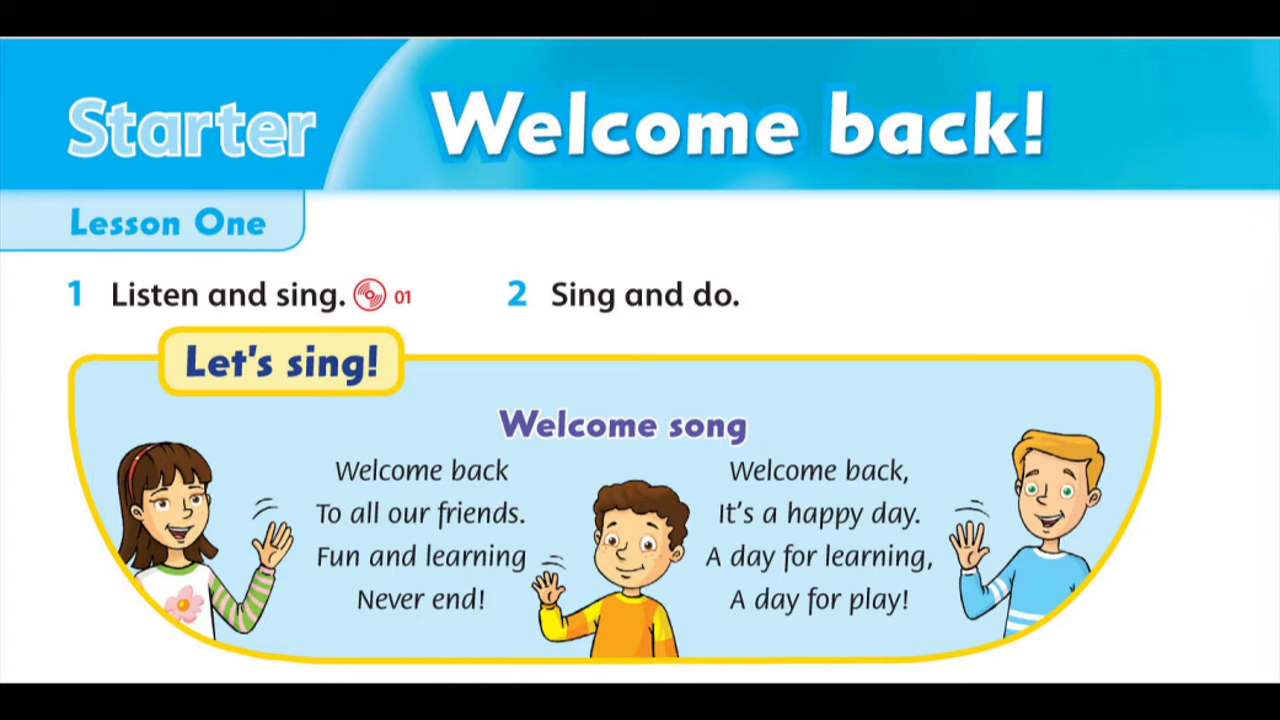 Starter
Welcome back!
Lesson One
1 Listen and sing. 01
2 Sing and do.
Let's sing!
Welcome song
Welcome back
To all our friends.
Fun and learning
Never end!
Welcome back,
It's a happy day.
A day for learning,
A day for play!